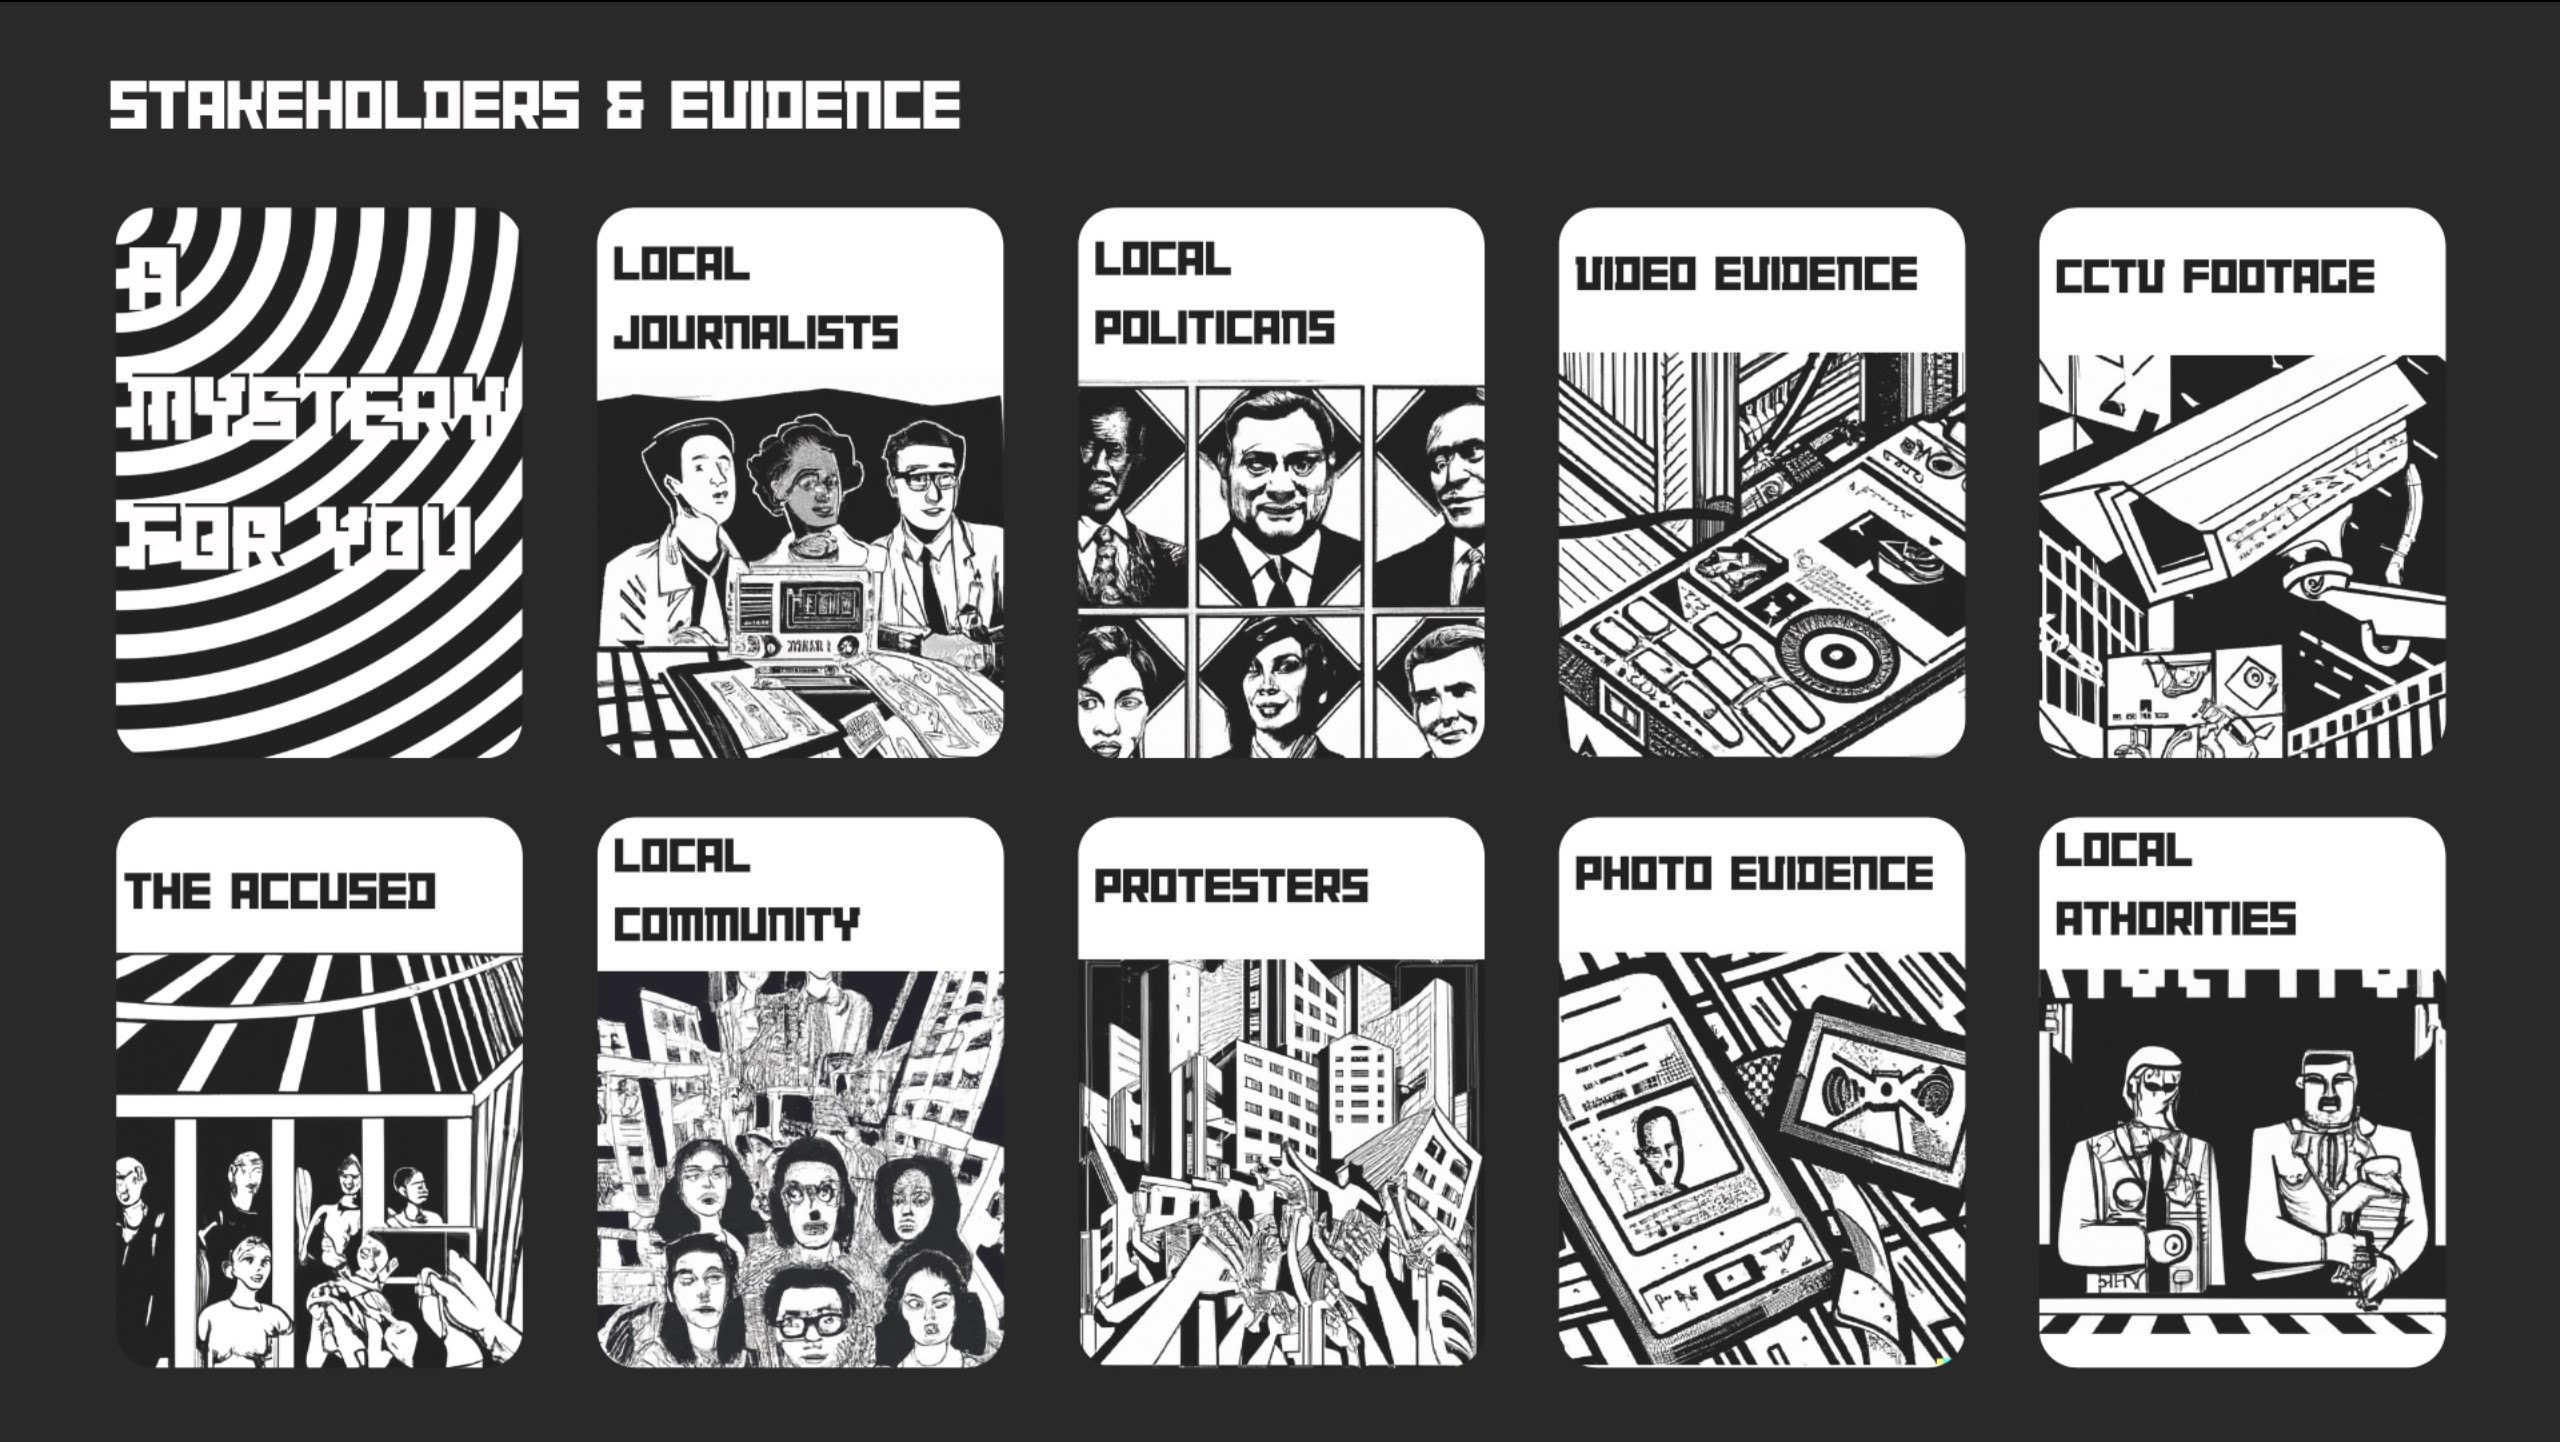 STAKEHOLDERS & EVIDENCE
A
MYSTERY
FOR YOU
LOCAL
JOURNALISTS
LOCAL
POLITICANS
VIDEO EVIDENCE
CCTV FOOTAGE
THE ACCUSED
LOCAL
COMMUNITY
PROTESTERS
PHOTO EVIDENCE
LOCAL
ATHORITIES